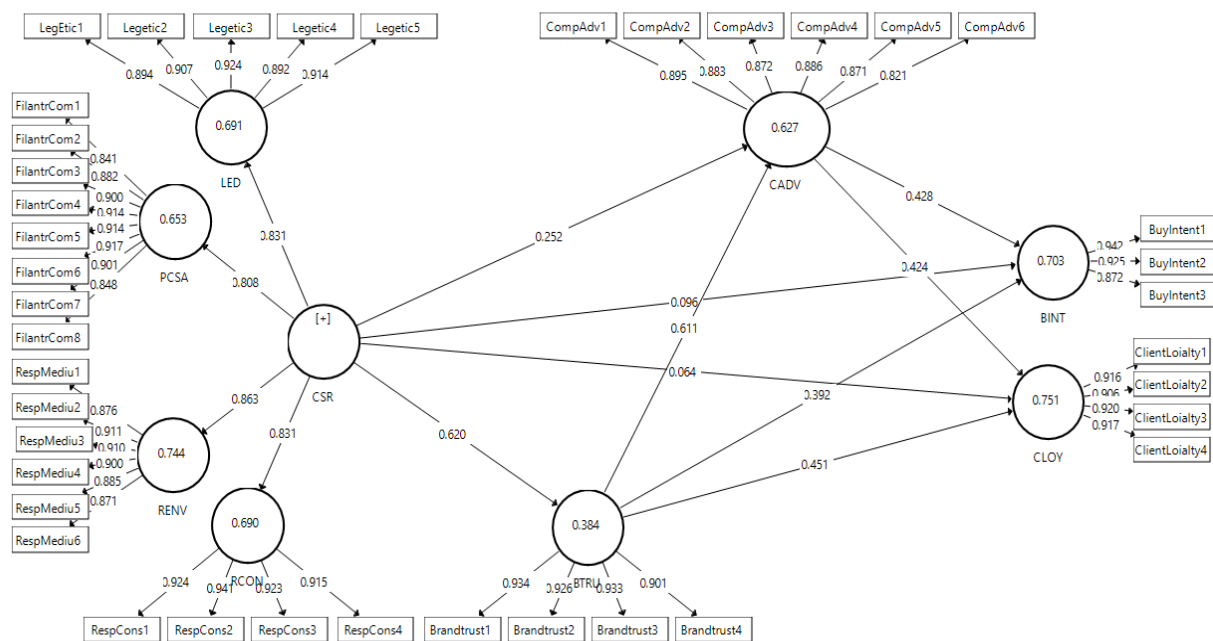 LegEtic1 Legetic2 Legetic3 Legetic4 Legetic5
CompAdv1 CompAdv2 CompAdv3 CompAdv4 CompAdv5 CompAdv6
0.894 0.907 0.924 0.892 0.914
0.895 0.883 0.872 0.886 0.871 0.821
0.691
LED
0.627
CADV
FilantrCom1
FilantrCom2
FilantrCom3
FilantrCom4
FilantrCom5
FilantrCom6
FilantrCom7
FilantrCom8
0.841
0.882
0.900
0.914
0.914
0.917
0.901
0.848
0.653
PCSA
0.831
0.808
0.252
0.428
0.424
0.096
0.611
0.064
0.392
0.451
[+]
CSR
0.703
BINT
0.942
0.925
0.872
BuyIntent1
BuyIntent2
BuyIntent3
0.751
CLOY
0.916
0.906
0.920
0.917
ClientLoialty1
ClientLoialty2
ClientLoialty3
ClientLoialty4
RespMediu1
RespMediu2
RespMediu3
RespMediu4
RespMediu5
RespMediu6
0.876
0.911
0.910
0.900
0.885
0.871
0.744
RENV
0.863
0.831
0.620
0.690
RCON
0.384
BTRU
0.924 0.941 0.923 0.915
0.934 0.926 0.933 0.901
RespCons1 RespCons2 RespCons3 RespCons4
Brandtrust1 Brandtrust2 Brandtrust3 Brandtrust4